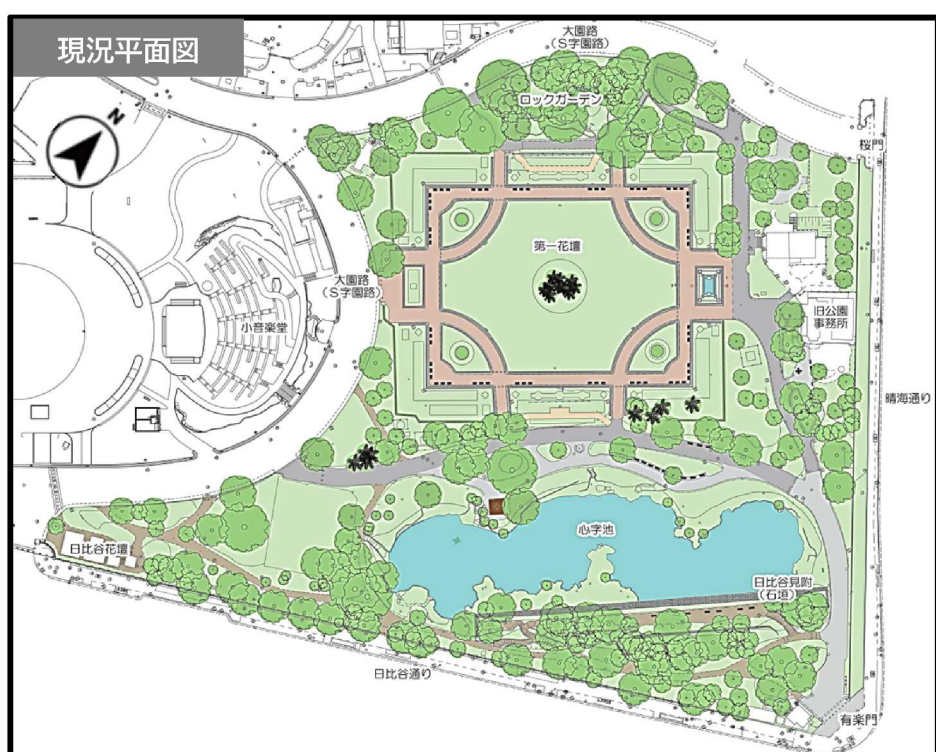 現況平面図
大園路
(S字園路)
ロックガーデン
N
桜門
第一花壇
大園路
(S字園路)
小音楽堂
旧公園
事務所
晴海通り
心字池
日比谷花壇
日比谷見附
(石垣)
日比谷通り
有楽門